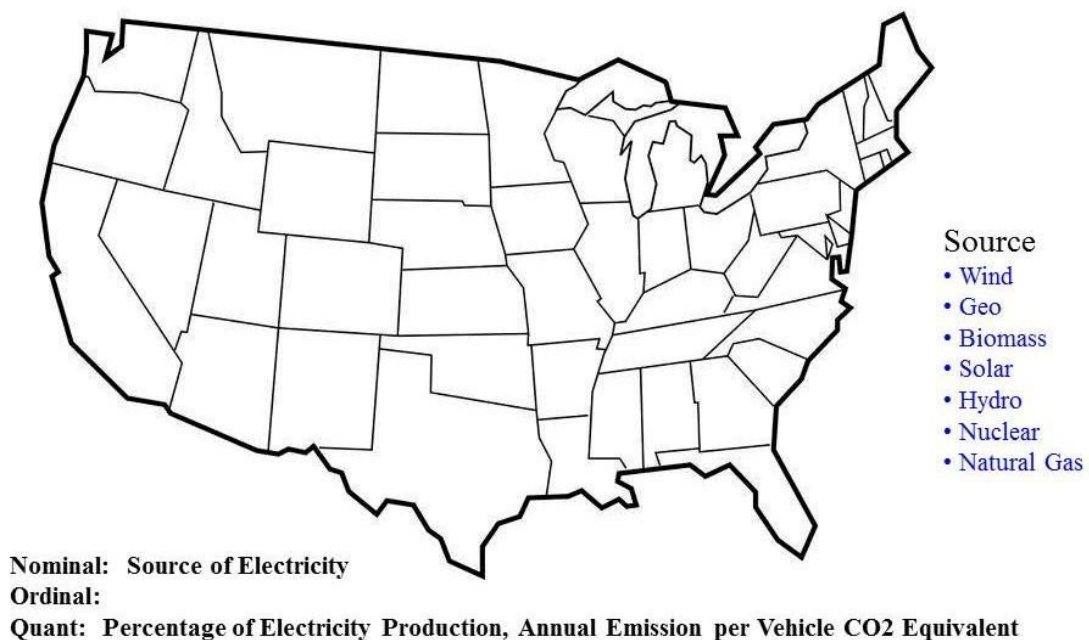 Source
• Wind
• Geo
• Biomass
• Solar
• Hydro
• Nuclear
• Natural Gas
Nominal: Source of Electricity
Ordinal:
Quant: Percentage of Electricity Production, Annual Emission per Vehicle CO2 Equivalent